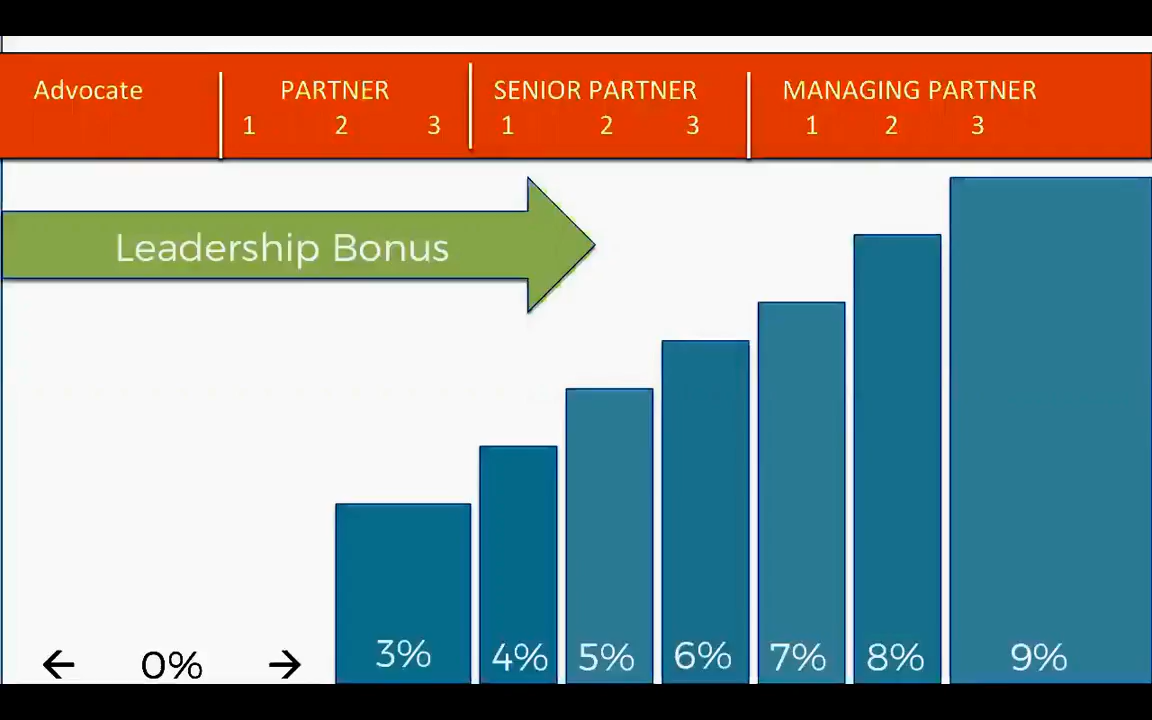 Advocate PARTNER SENIOR PARTNER MANAGING PARTNER
1 2 3 1 2 3 1 2 3
Leadership Bonus
← 0% → 3% 4% 5% 6% 7% 8% 9%